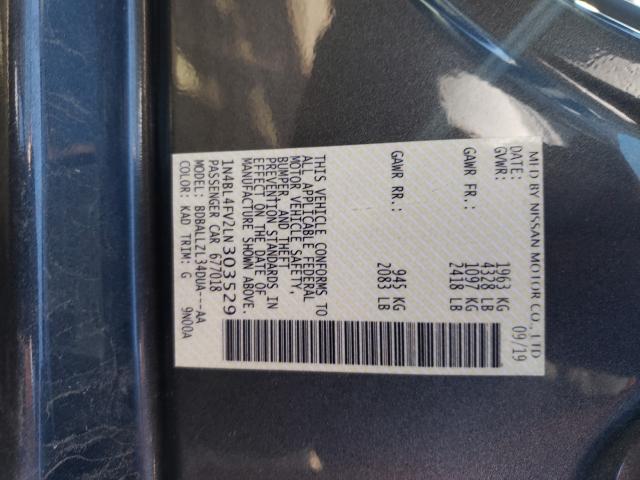 MFD BY NISSAN MOTOR CO., LTD
DATE: 09/19
GVWR: 1963 KG
4328 LB
GAWR FR.: 1097 KG
2418 LB
GAWR RR.: 945 KG
2083 LB
THIS VEHICLE CONFORMS TO
ALL APPLICABLE FEDERAL
MOTOR VEHICLE SAFETY,
BUMPER, AND THEFT
PREVENTION STANDARDS IN
EFFECT ON THE DATE OF
MANUFACTURE SHOWN ABOVE.
1N4BL4FV2LN303529
PASSENGER CAR 677018
MODEL: BDBALLZL34DUA---AA
COLOR: KAD TRIM: G 9N00A